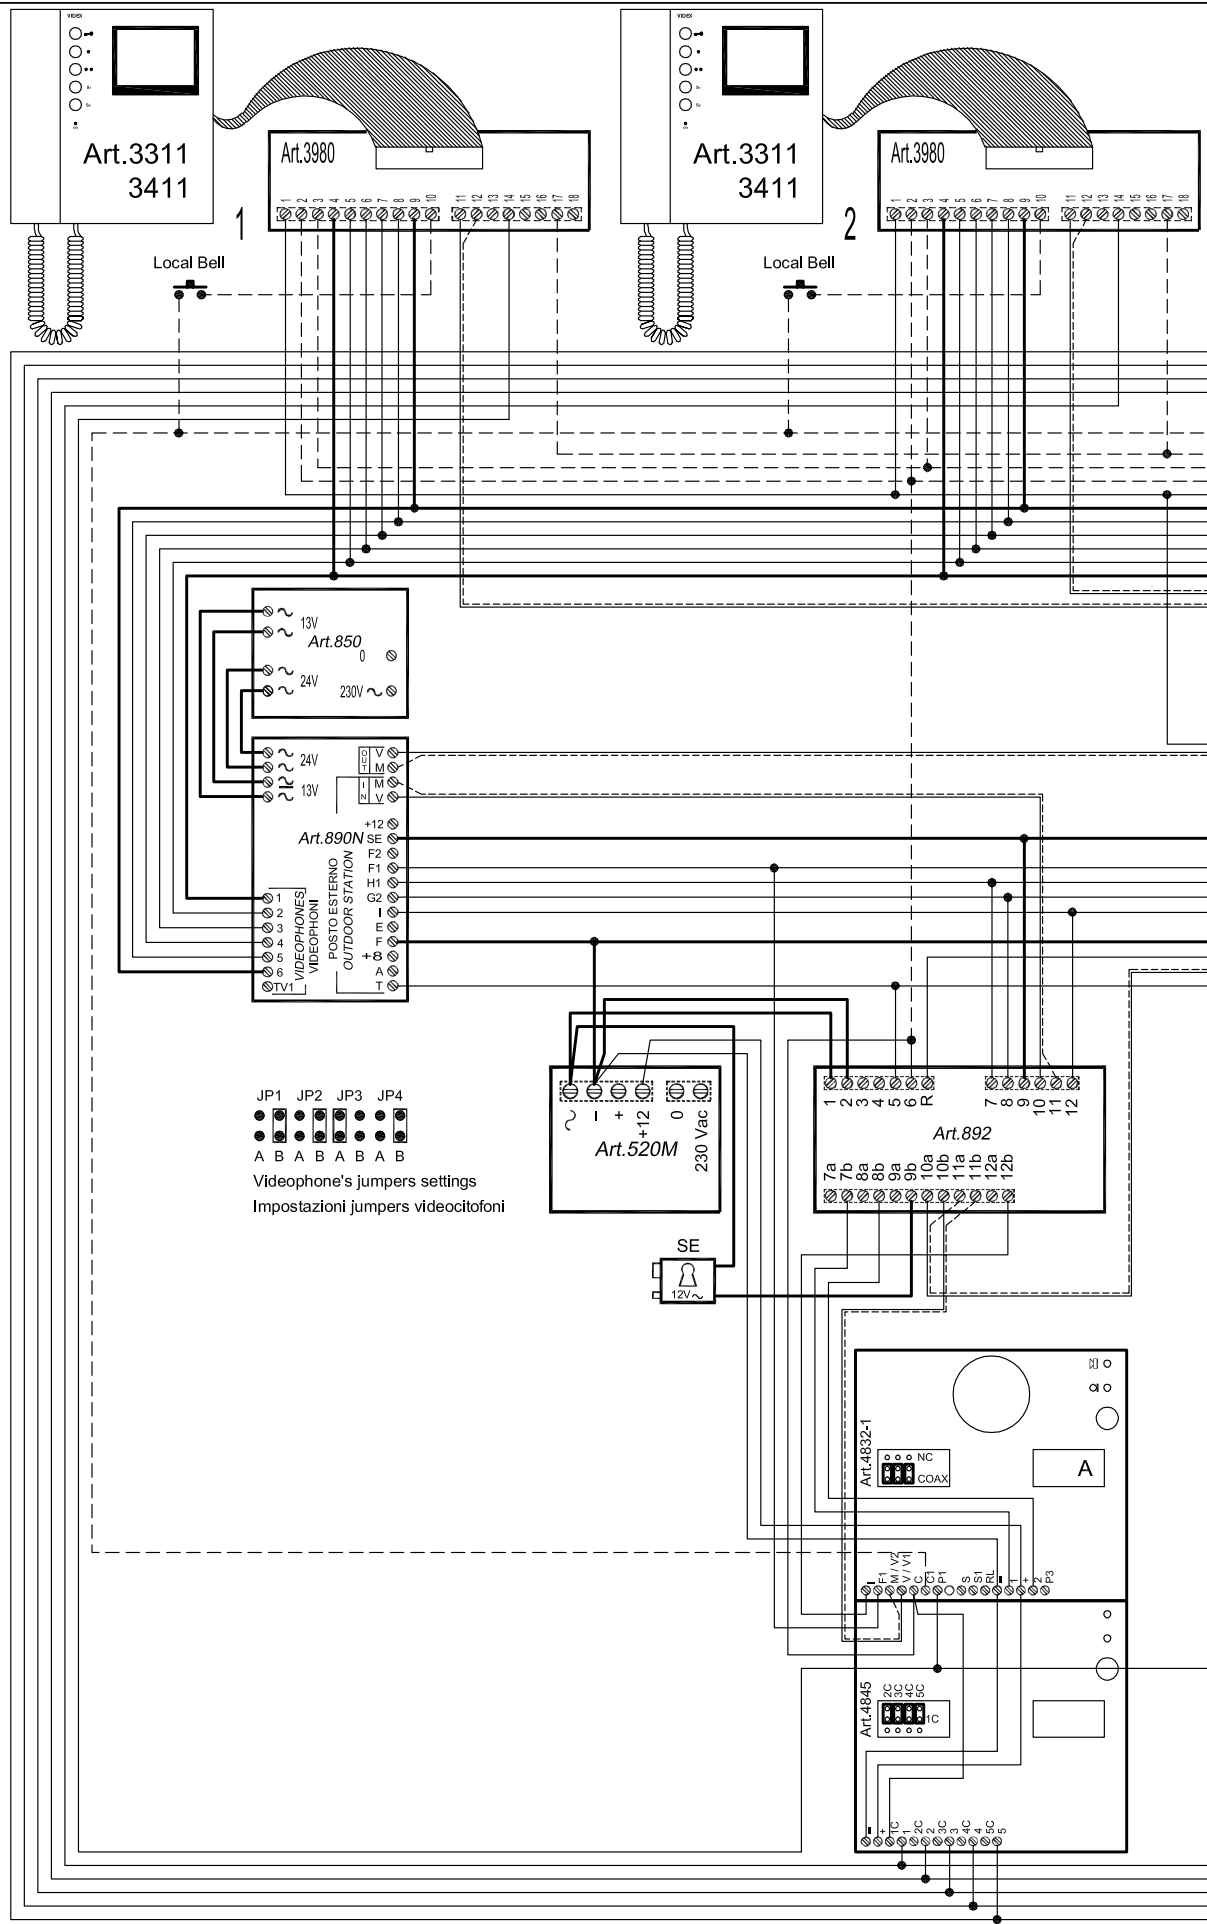 VIDEX
Art.3311
3411
Art.3980
1 2 3 4 5 6 7 8 9 10 11 12 13 14 15 16 17 18
1
Local Bell
VIDEX
Art.3311
3411
Art.3980
1 2 3 4 5 6 7 8 9 10 11 12 13 14 15 16 17 18
2
Local Bell
13V
Art.850
0
24V
230V
24V
13V
OUT
V
M
IN
M
V
Art.890N
+12
SE
F2
F1
H1
G2
I
E
F
+8
A
T
POSTO ESTERNO
OUTDOOR STATION
VIDEOPHONES
VIDEOPHONI
1
2
3
4
5
6
TV1
JP1 JP2 JP3 JP4
A B A B A B A B
Videophone's jumpers settings
Impostazioni jumpers videocitofoni
~ – + +12 0 230 Vac
Art.520M
SE
12V~
1 2 3 4 5 6 R 7 8 9 10 11 12
Art.892
7a 7b 8a 8b 9a 9b 10a 10b 11a 11b 12a 12b
Art.4832-1
NC
COAX
A
I F1 M / V2 V / V1 C C1 P1 S S1 RL – 1 + 2 P3
Art.4845
2C 3C 4C 5C
1C
– + 1C 1 2C 2 3C 3 4C 4 5C 5